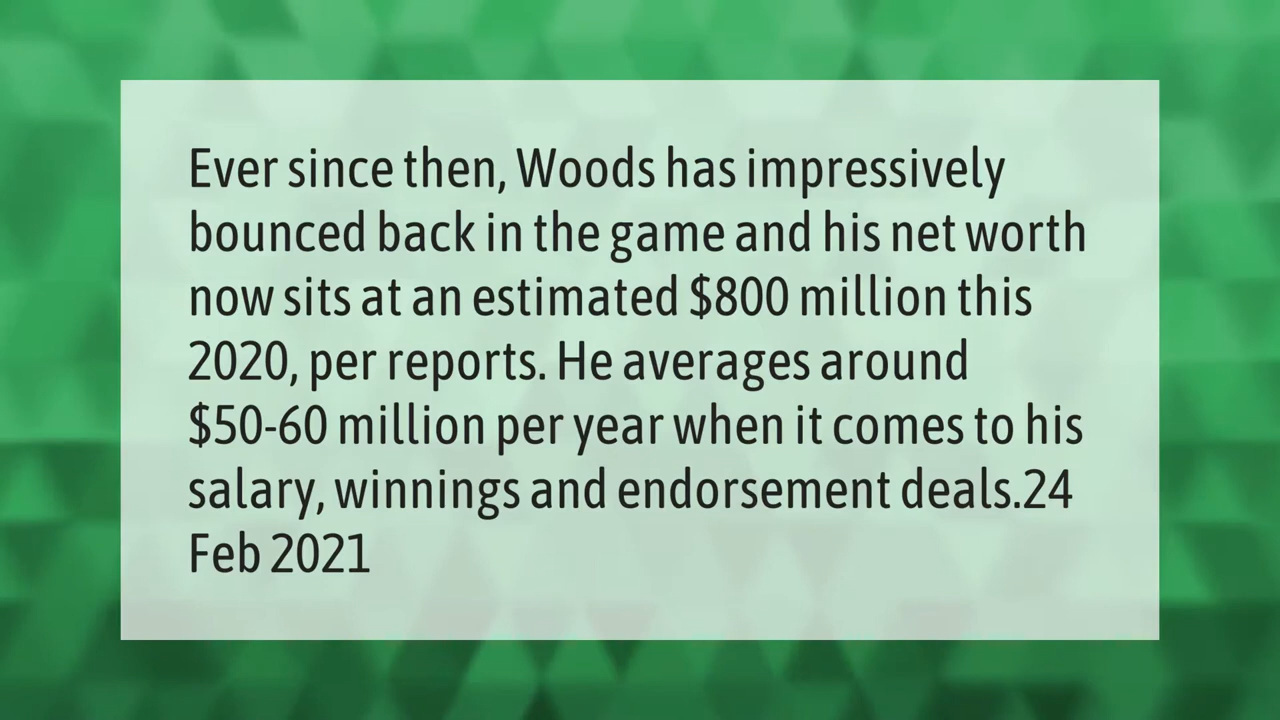 Ever since then, Woods has impressively
bounced back in the game and his net worth
now sits at an estimated $800 million this
2020, per reports. He averages around
$50-60 million per year when it comes to his
salary, winnings and endorsement deals.24
Feb 2021